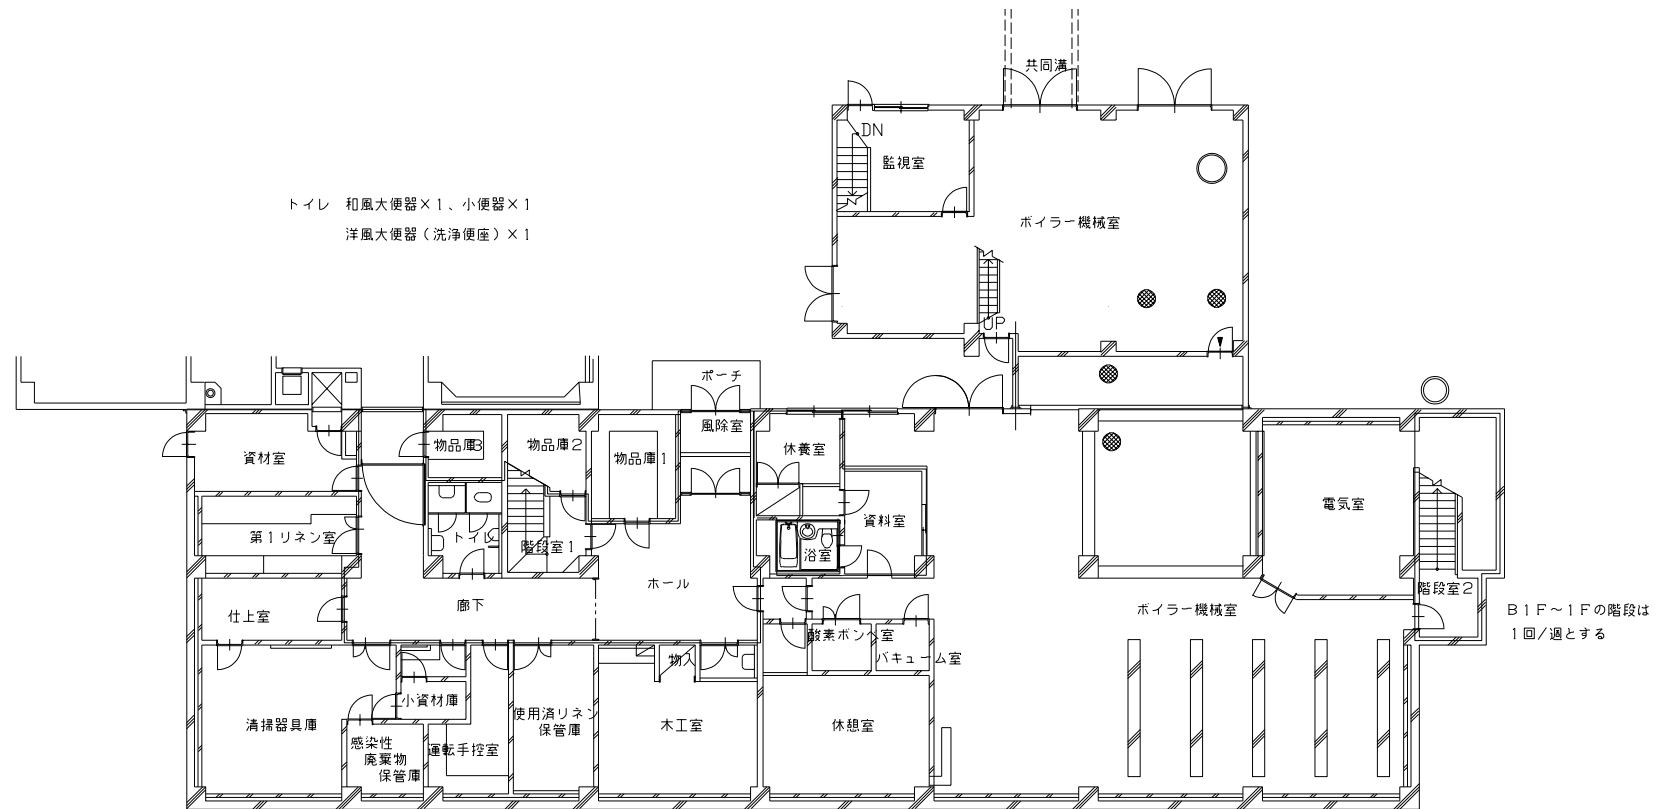 共同溝
DN
監視室
トイレ 和風大便器×1、小便器×1
洋風大便器(洗浄便座)×1
ボイラー機械室
UP
ポーチ
風除室
物品庫3
物品庫2
物品庫1
休養室
資材室
電気室
資料室
第1リネン室
トイレ
階段室1
浴室
ホール
階段室2
廊下
仕上室
ボイラー機械室
B1F~1Fの階段は
1回/週とする
酸素ボンベ室
バキューム室
物入
小資材庫
使用済リネン
保管庫
清掃器具庫
木工室
休憩室
感染性
廃棄物
保管庫
運転手控室